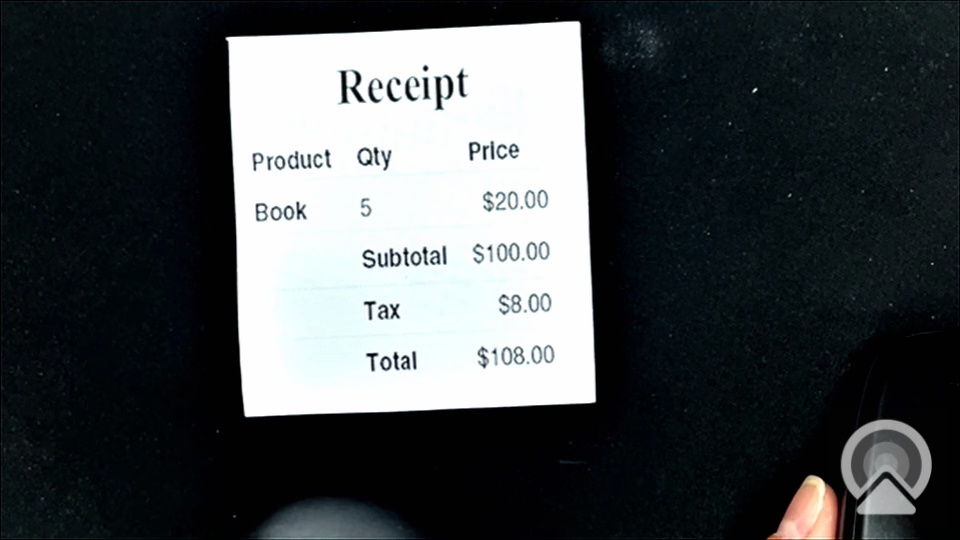 Receipt
Product Qty Price
Book 5 $20.00
Subtotal $100.00
Tax $8.00
Total $108.00